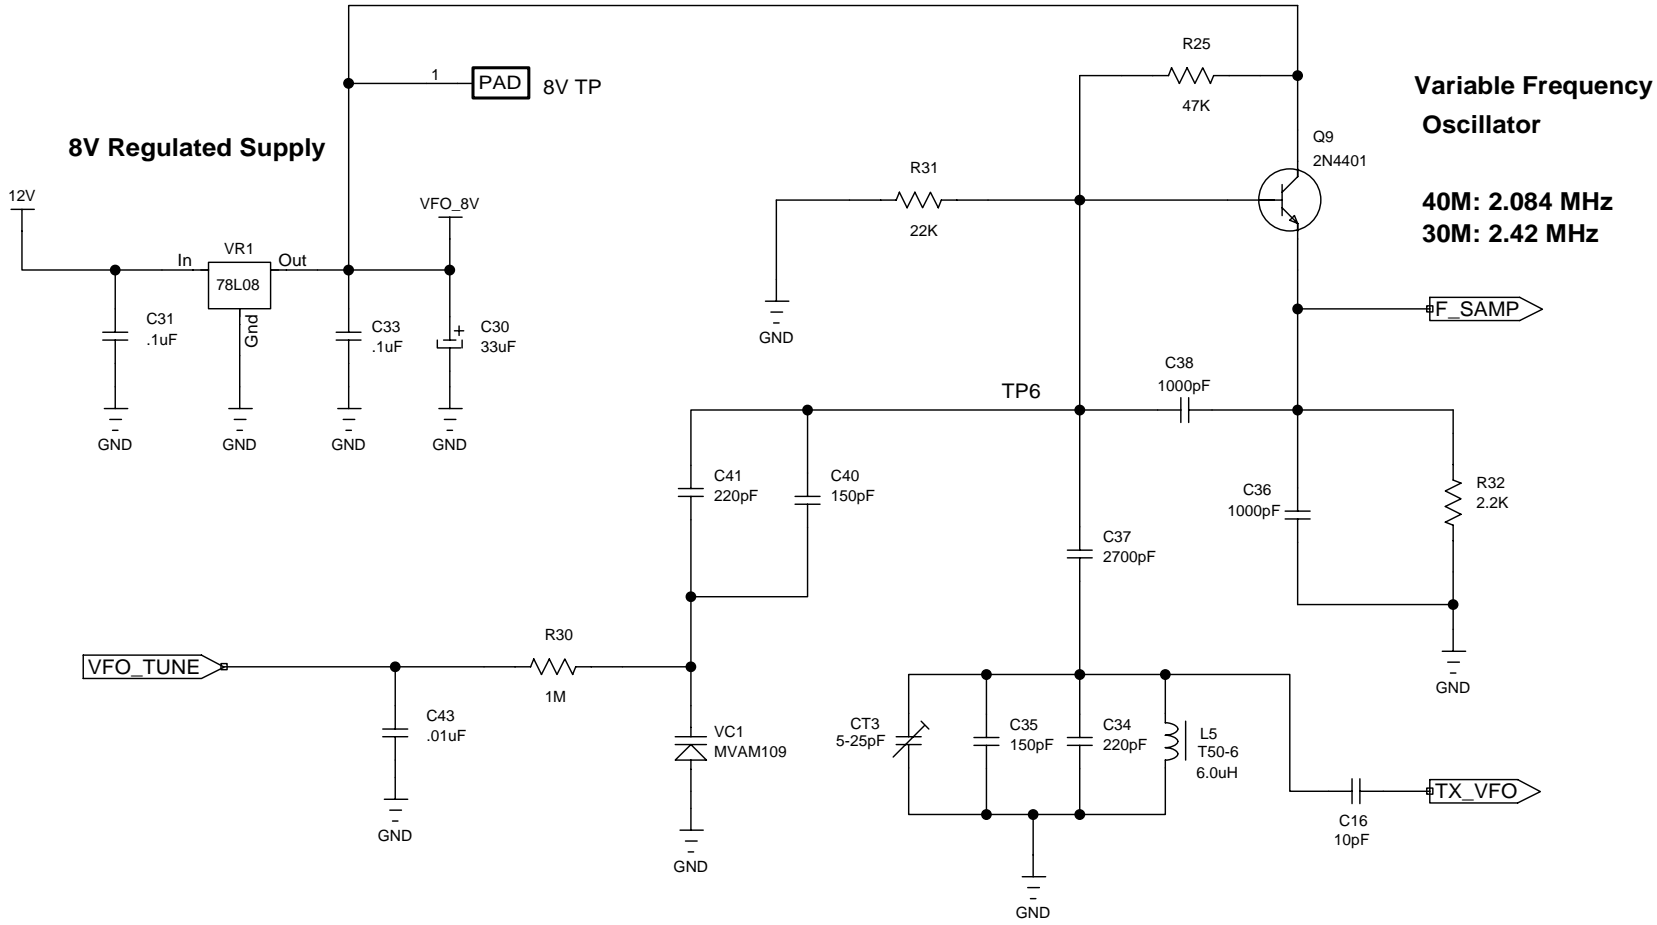 R25
47K
1
PAD
8V TP
Variable Frequency
Oscillator
8V Regulated Supply
Q9
2N4401
R31
22K
40M: 2.084 MHz
30M: 2.42 MHz
12V
VFO_8V
VR1
In
Out
78L08
Gnd
C31
.1uF
C33
.1uF
+
C30
33uF
GND
F_SAMP
GND
GND
GND
GND
C38
1000pF
TP6
C41
220pF
C40
150pF
C36
1000pF
R32
2.2K
C37
2700pF
R30
1M
VFO_TUNE
GND
C43
.01uF
VC1
MVAM109
CT3
5-25pF
C35
150pF
C34
220pF
L5
T50-6
6.0uH
TX_VFO
C16
10pF
GND
GND
GND